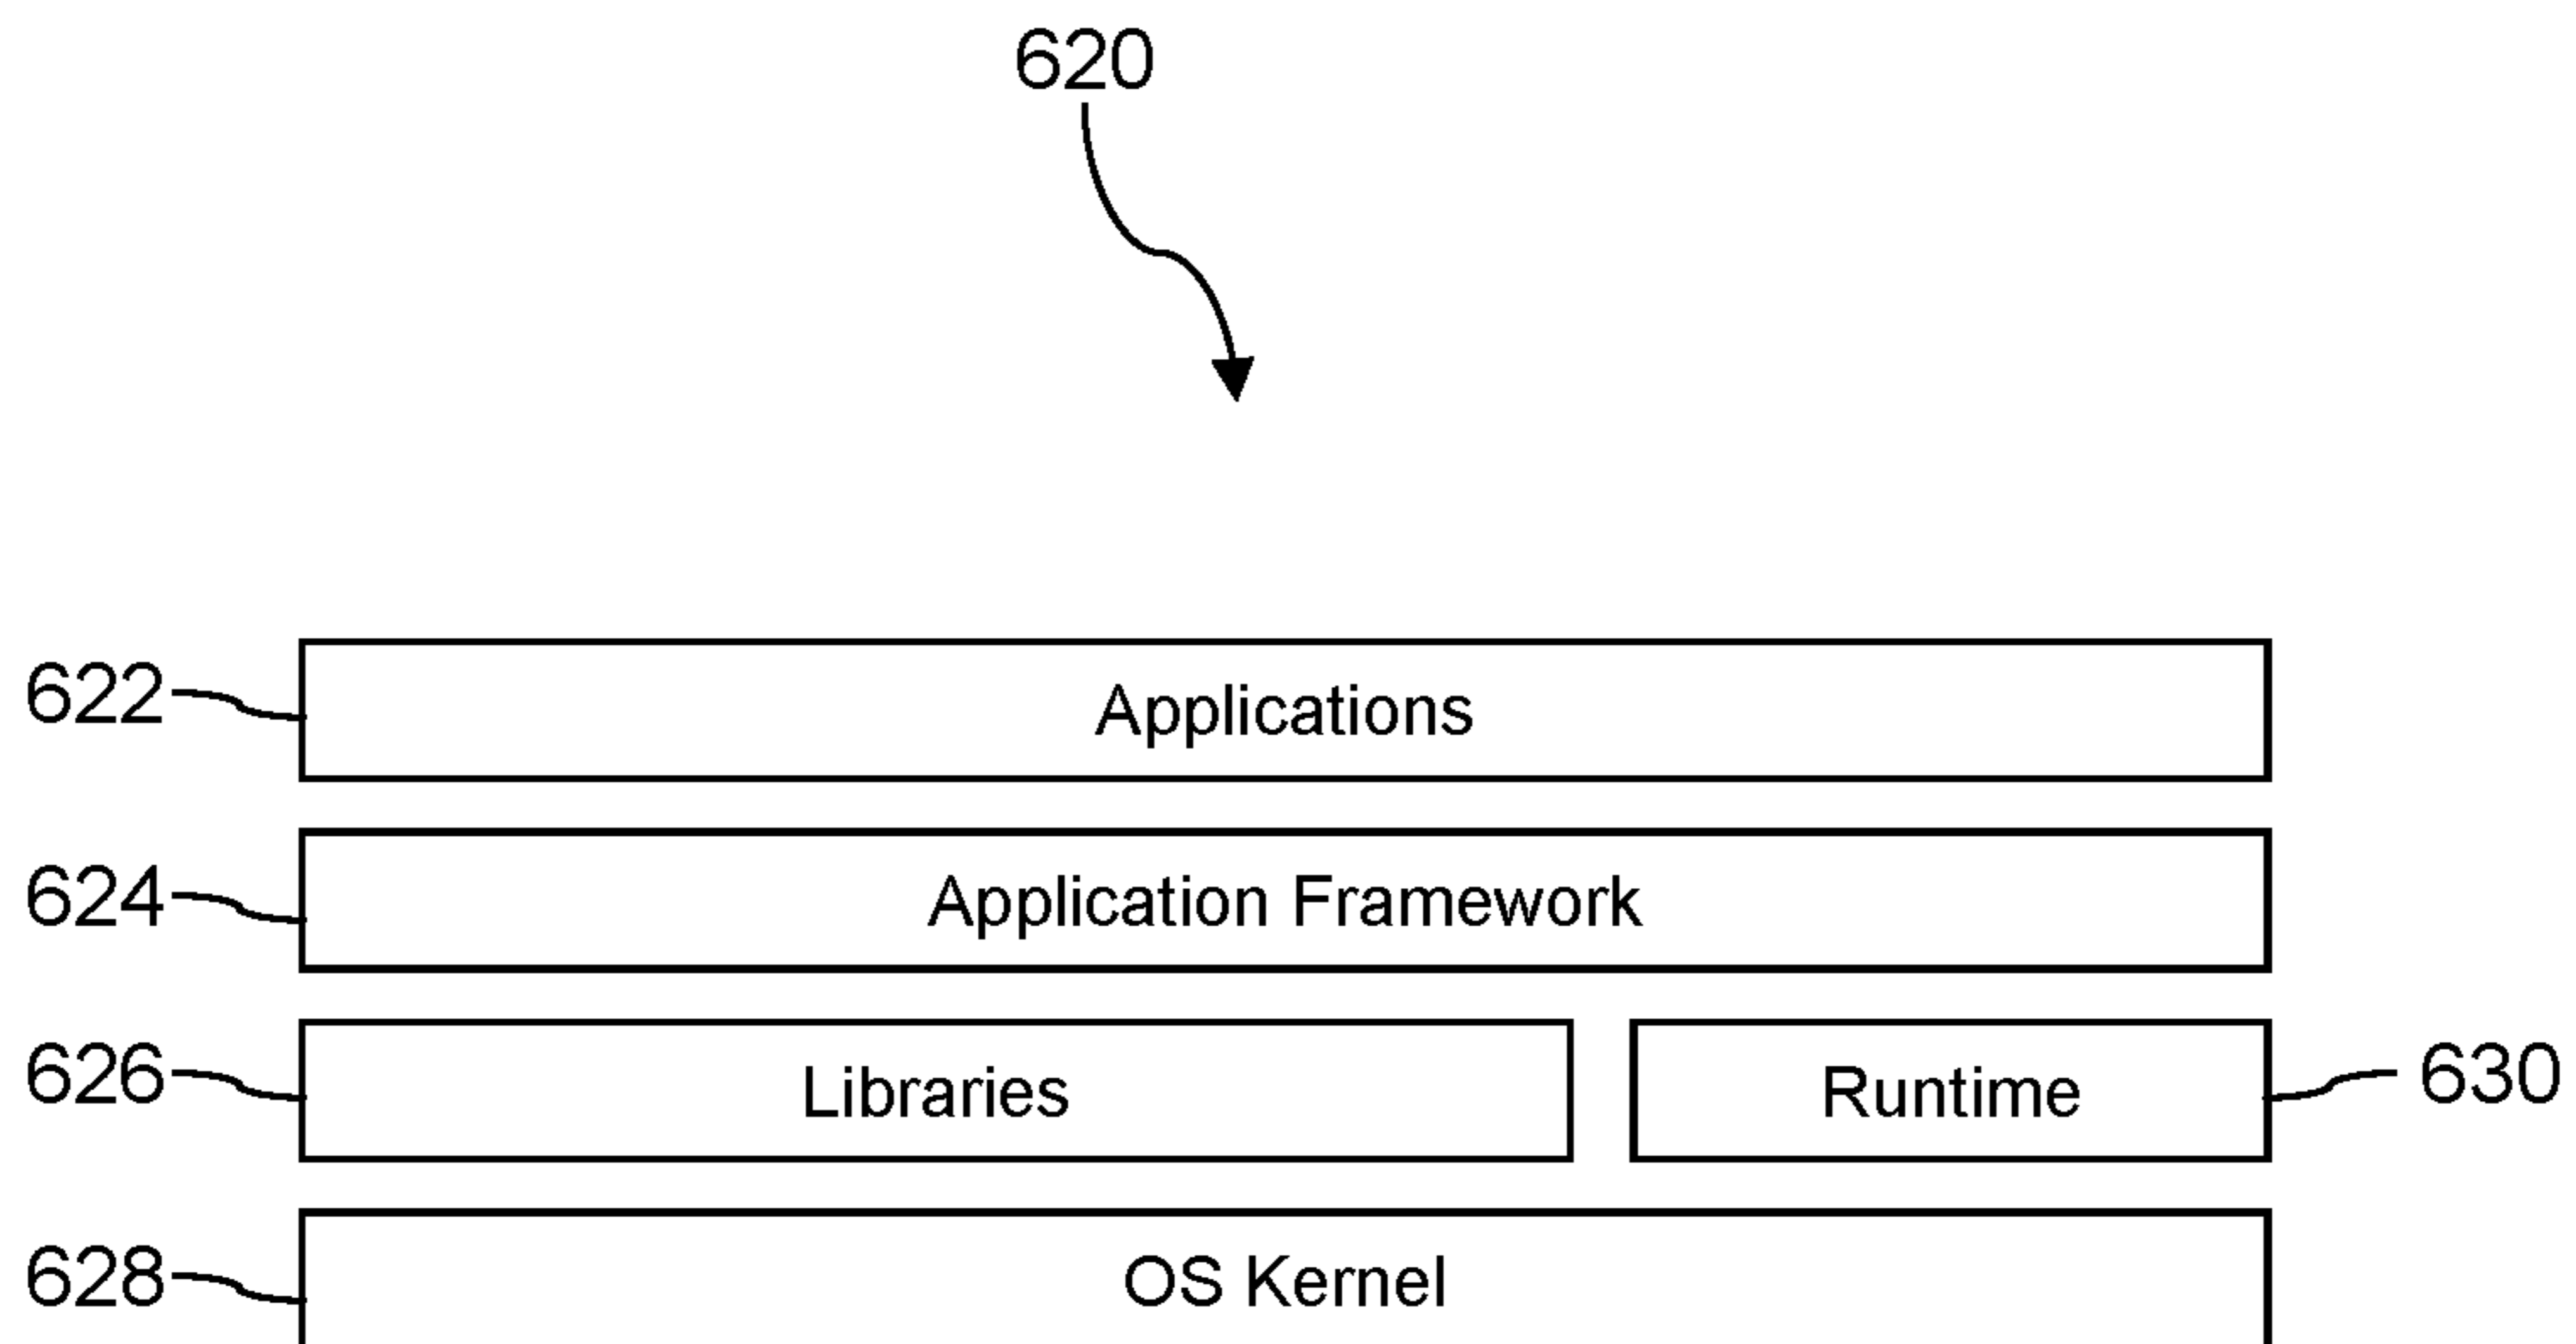 620
622 Applications
624 Application Framework
626 Libraries Runtime 630
628 OS Kernel